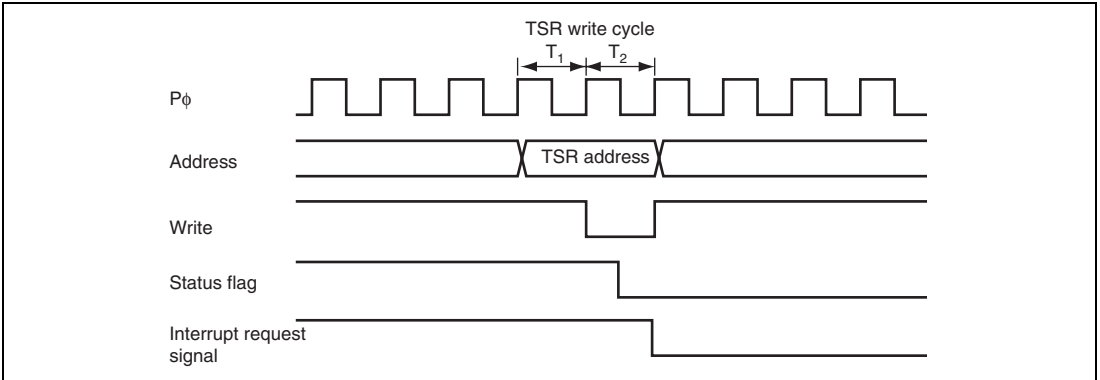 TSR write cycle
T1 T2
Pϕ
Address
TSR address
Write
Status flag
Interrupt request
signal